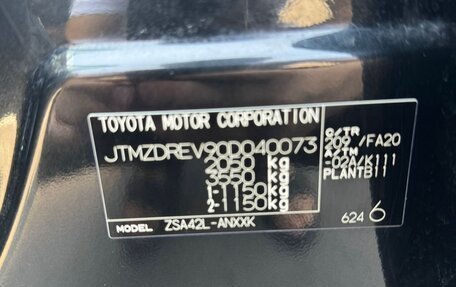 TOYOTA MOTOR CORPORATION
JTMZDREV90D040073
2050 Kg
3550 Kg
1-1150 Kg
2-1150 Kg
C/TR
209 /FA20
A/TM
-02A/K111
PLANTB11
MODEL ZSA42L-ANXXK
624 6